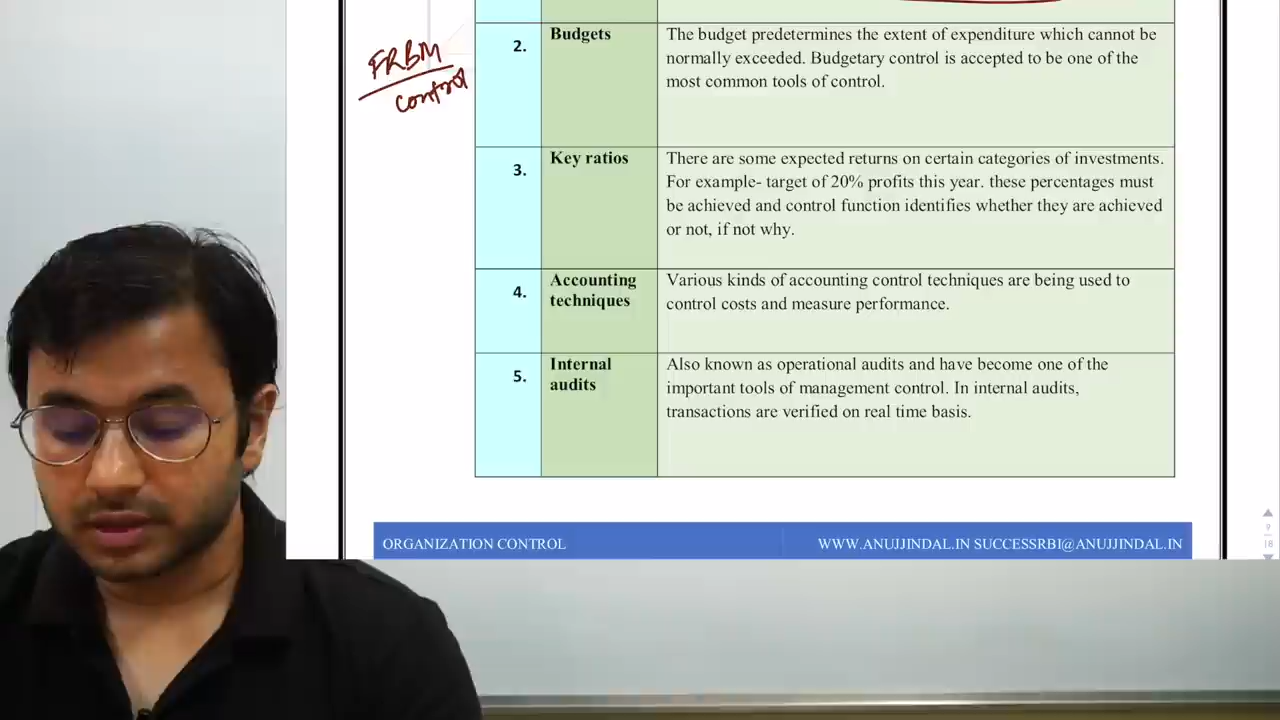 FRBM
Control
2.
Budgets
The budget predetermines the extent of expenditure which cannot be
normally exceeded. Budgetary control is accepted to be one of the
most common tools of control.
3.
Key ratios
There are some expected returns on certain categories of investments.
For example- target of 20% profits this year. these percentages must
be achieved and control function identifies whether they are achieved
or not, if not why.
4.
Accounting
techniques
Various kinds of accounting control techniques are being used to
control costs and measure performance.
5.
Internal
audits
Also known as operational audits and have become one of the
important tools of management control. In internal audits,
transactions are verified on real time basis.
ORGANIZATION CONTROL
WWW.ANUJJINDAL.IN SUCCESSRBI@ANUJJINDAL.IN
9
18